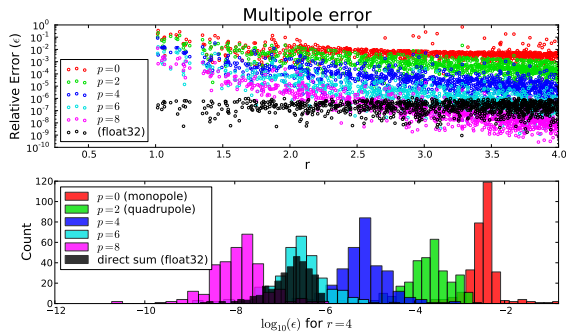 Multipole error
Relative Error (ϵ)
10^0
10^-1
10^-2
10^-3
10^-4
10^-5
10^-6
10^-7
10^-8
10^-9
10^-10
p=0
p=2
p=4
p=6
p=8
(float32)
0.5 1.0 1.5 2.0 2.5 3.0 3.5 4.0
r
Count
120
100
80
60
40
20
0
p=0 (monopole)
p=2 (quadrupole)
p=4
p=6
p=8
direct sum (float32)
−12 −10 −8 −6 −4 −2
log10(ϵ) for r=4